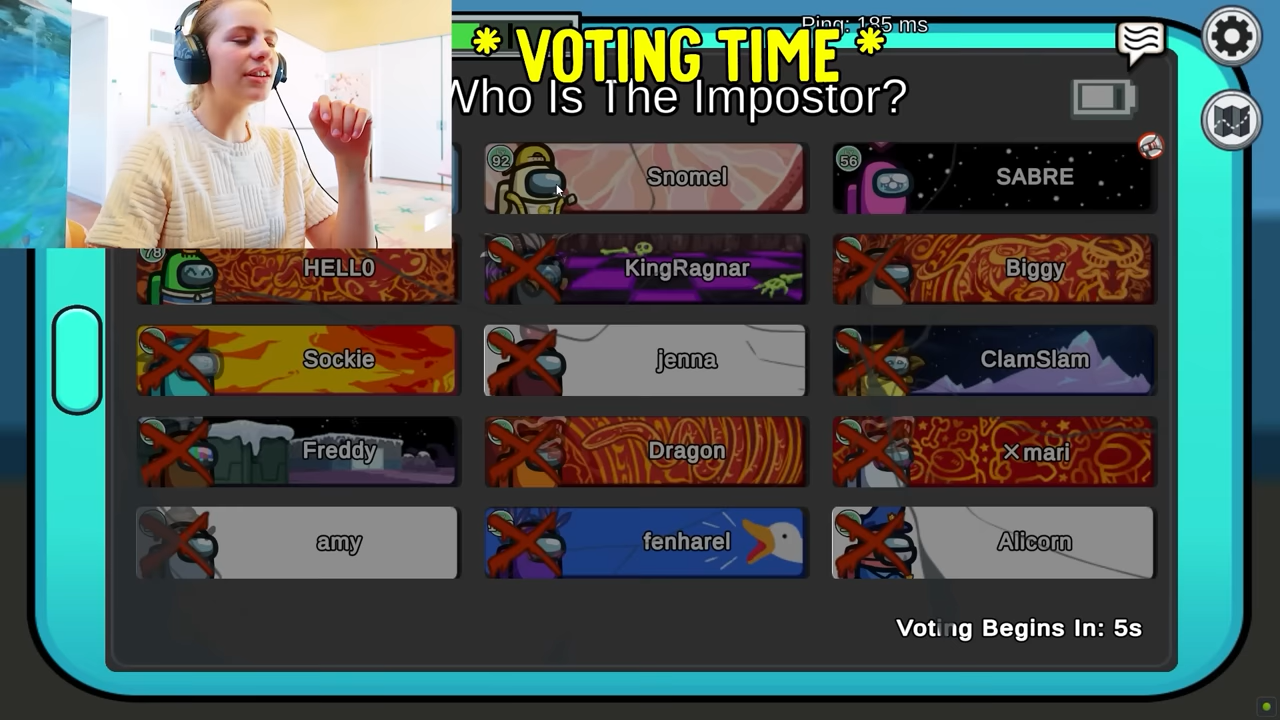 Ping: 185 ms
* VOTING TIME *
Who Is The Impostor?
92 Snomel
56 SABRE
78 HELL0
KingRagnar
Biggy
Sockie
jenna
ClamSlam
Freddy
Dragon
×mari
amy
fenharel
Alicorn
Voting Begins In: 5s